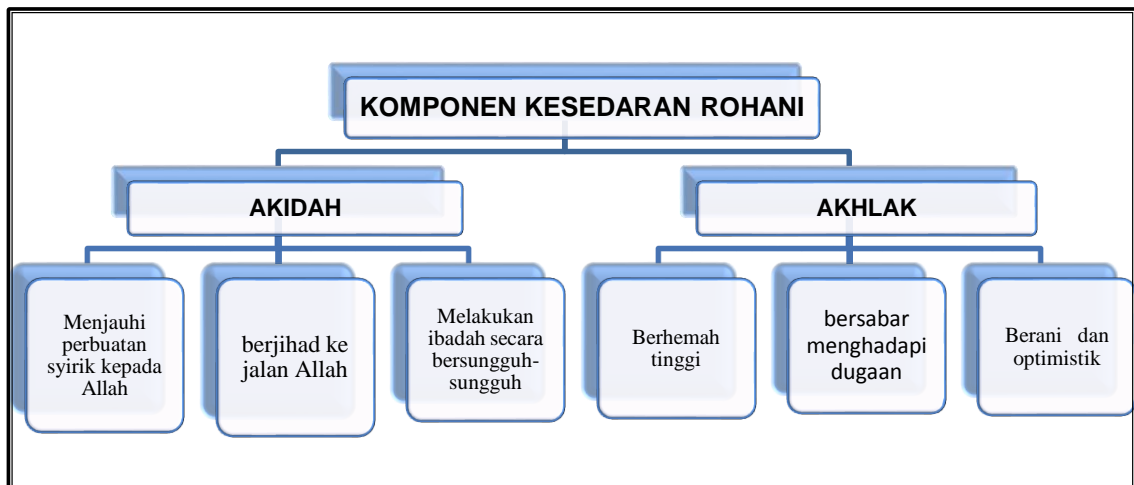 KOMPONEN KESEDARAN ROHANI
AKIDAH
AKHLAK
Menjauhi
perbuatan
syirik kepada
Allah
berjihad ke
jalan Allah
Melakukan
ibadah secara
bersungguh-
sungguh
Berhemah
tinggi
bersabar
menghadapi
dugaan
Berani dan
optimistik